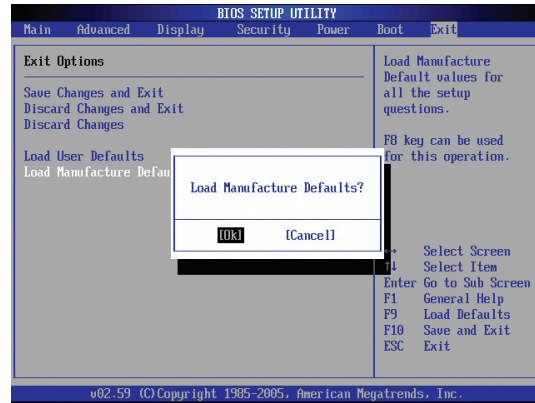 BIOS SETUP UTILITY
Main Advanced Display Security Power Boot Exit
Exit Options
Save Changes and Exit
Discard Changes and Exit
Discard Changes
Load User Defaults
Load Manufacture Defau
Load Manufacture Defaults?
[Ok] [Cancel]
Load Manufacture
Default values for
all the setup
questions.
F8 key can be used
for this operation.
↔ Select Screen
↑↓ Select Item
Enter Go to Sub Screen
F1 General Help
F9 Load Defaults
F10 Save and Exit
ESC Exit
v02.59 (C)Copyright 1985-2005, American Megatrends, Inc.